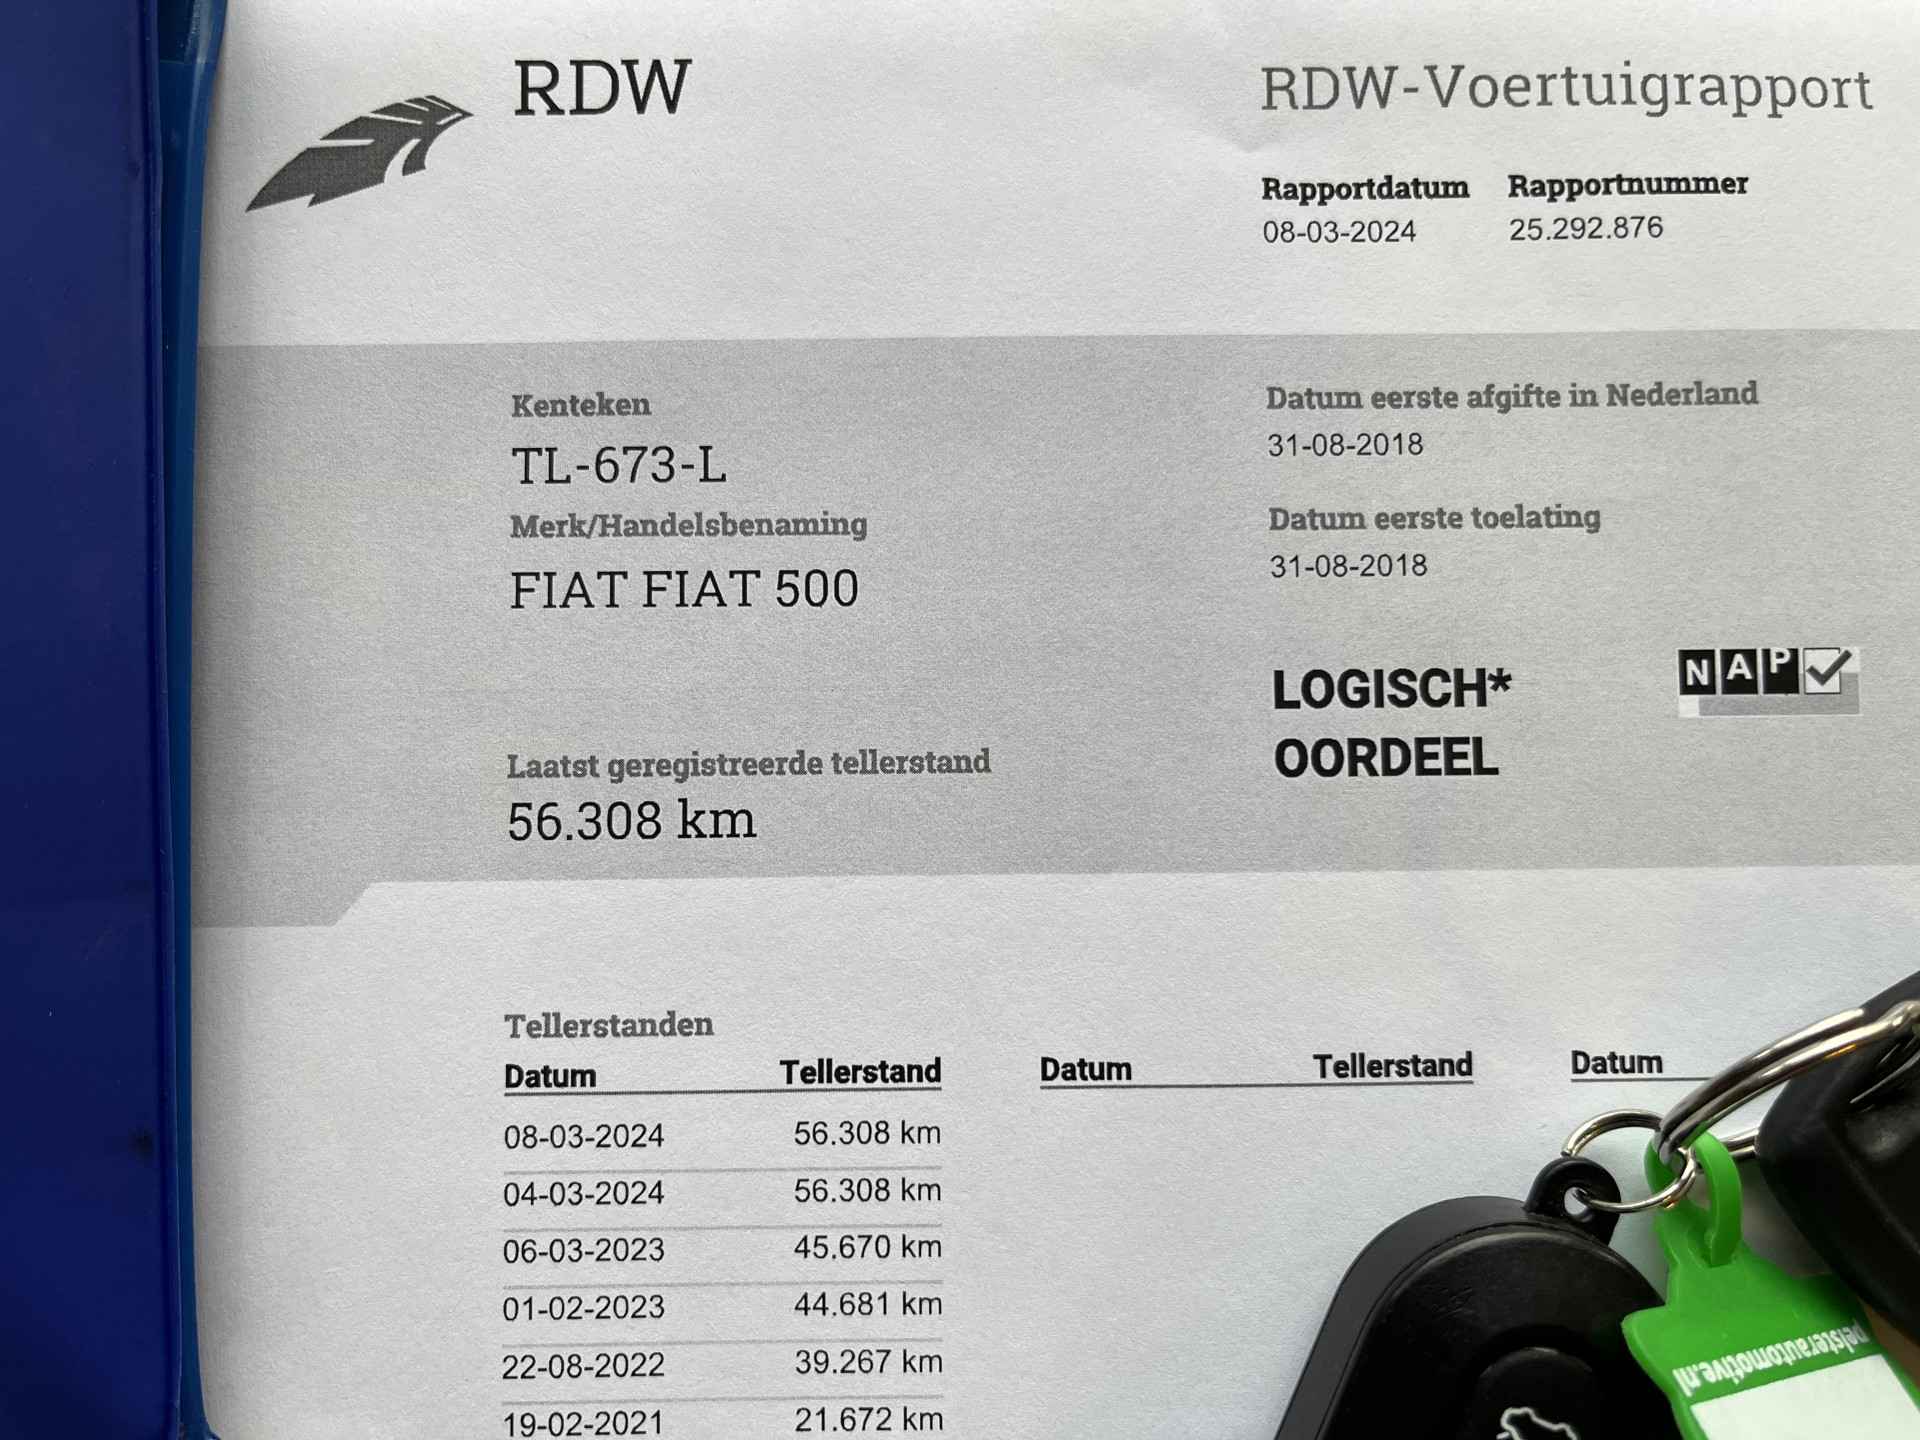 RDW
RDW-Voertuigrapport
Rapportdatum Rapportnummer
08-03-2024 25.292.876
Kenteken
TL-673-L
Merk/Handelsbenaming
FIAT FIAT 500
Laatst geregistreerde tellerstand
56.308 km
Datum eerste afgifte in Nederland
31-08-2018
Datum eerste toelating
31-08-2018
LOGISCH*
OORDEEL
NAP
Tellerstanden
Datum Tellerstand Datum Tellerstand Datum
08-03-2024 56.308 km
04-03-2024 56.308 km
06-03-2023 45.670 km
01-02-2023 44.681 km
22-08-2022 39.267 km
19-02-2021 21.672 km
pelsterautomotive.nl